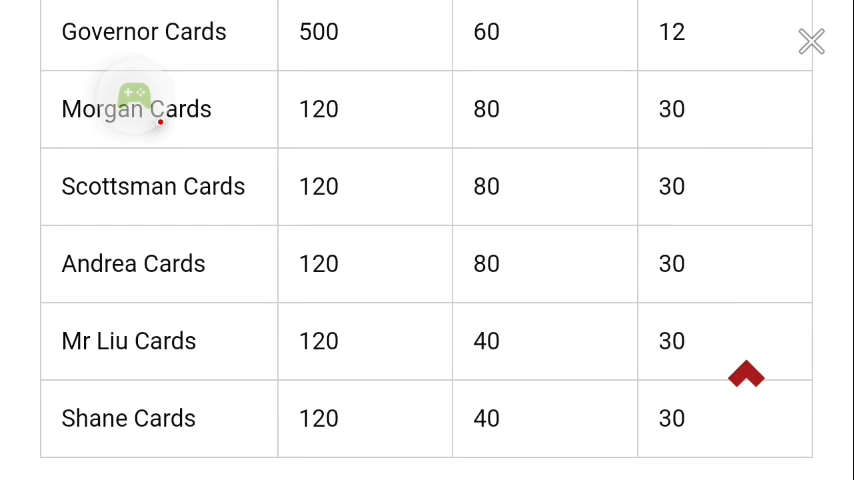 Governor Cards 500 60 12
Morgan Cards 120 80 30
Scottsman Cards 120 80 30
Andrea Cards 120 80 30
Mr Liu Cards 120 40 30
Shane Cards 120 40 30